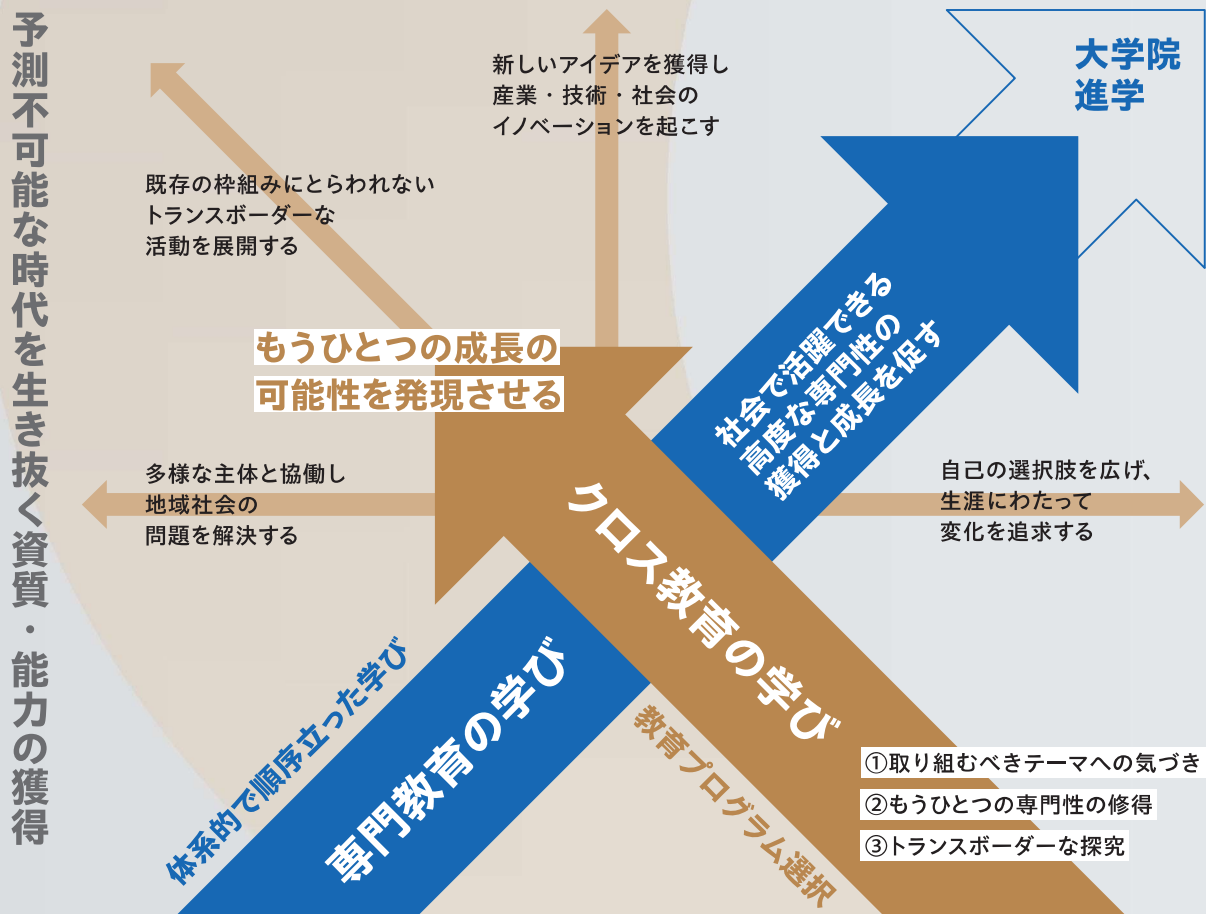 予測不可能な時代を生き抜く資質・能力の獲得
新しいアイデアを獲得し
産業・技術・社会の
イノベーションを起こす
大学院
進学
既存の枠組みにとらわれない
トランスボーダーな
活動を展開する
もうひとつの成長の
可能性を発現させる
社会で活躍できる
高度な専門性の
獲得と成長を促す
多様な主体と協働し
地域社会の
問題を解決する
自己の選択肢を広げ、
生涯にわたって
変化を追求する
クロス教育の学び
専門教育の学び
体系的で順序立った学び
教育プログラム選択
①取り組むべきテーマへの気づき
②もうひとつの専門性の修得
③トランスボーダーな探究